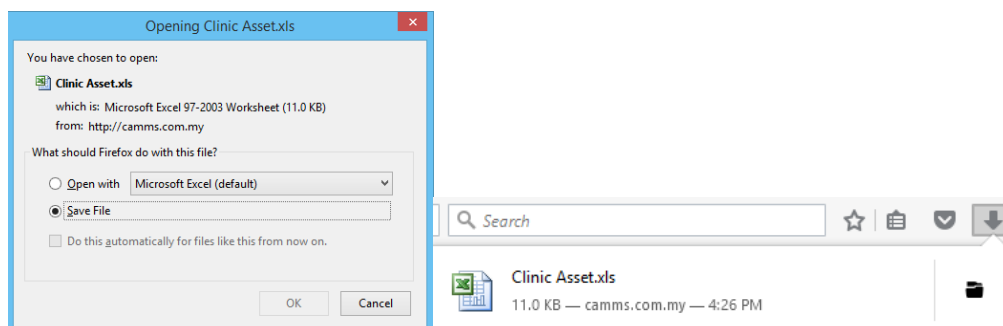 Opening Clinic Asset.xls
You have chosen to open:
Clinic Asset.xls
which is: Microsoft Excel 97-2003 Worksheet (11.0 KB)
from: http://camms.com.my
What should Firefox do with this file?
Open with Microsoft Excel (default)
Save File
Do this automatically for files like this from now on.
OK Cancel
Search
Clinic Asset.xls
11.0 KB — camms.com.my — 4:26 PM